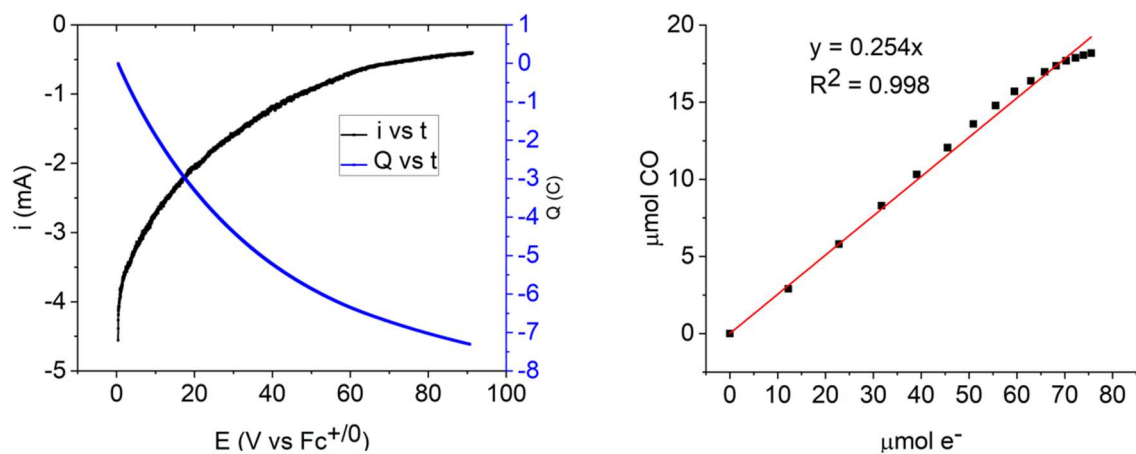 0
-1
-2
-3
-4
-5
i (mA)
0 20 40 60 80 100
E (V vs Fc+/0)
1
0
-1
-2
-3
-4
-5
-6
-7
-8
Q (C)
i vs t
Q vs t
20
15
10
5
0
μmol CO
y = 0.254x
R2 = 0.998
0 10 20 30 40 50 60 70 80
μmol e-